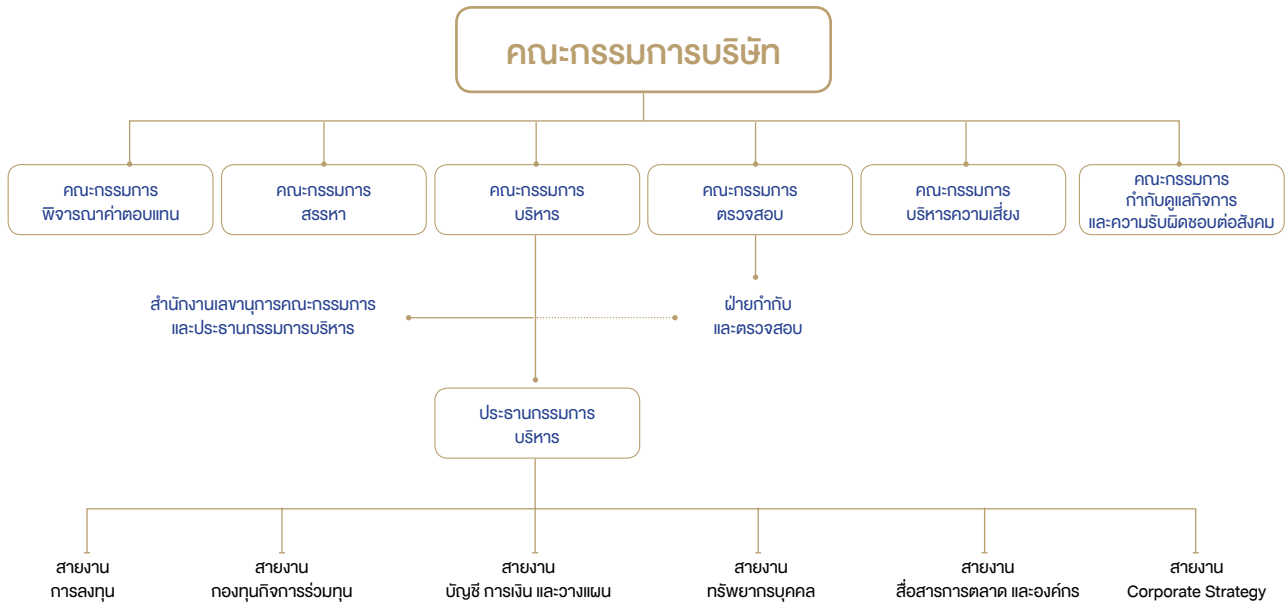 คณะกรรมการบริษัท
คณะกรรมการ
พิจารณาค่าตอบแทน
คณะกรรมการ
สรรหา
คณะกรรมการ
บริหาร
คณะกรรมการ
ตรวจสอบ
คณะกรรมการ
บริหารความเสี่ยง
คณะกรรมการ
กำกับดูแลกิจการ
และความรับผิดชอบต่อสังคม
สำนักงานเลขานุการคณะกรรมการ
และประธานกรรมการบริหาร
ฝ่ายกำกับ
และตรวจสอบ
ประธานกรรมการ
บริหาร
สายงาน
การลงทุน
สายงาน
กองทุนกิจการร่วมทุน
สายงาน
บัญชี การเงิน และวางแผน
สายงาน
ทรัพยากรบุคคล
สายงาน
สื่อสารการตลาด และองค์กร
สายงาน
Corporate Strategy